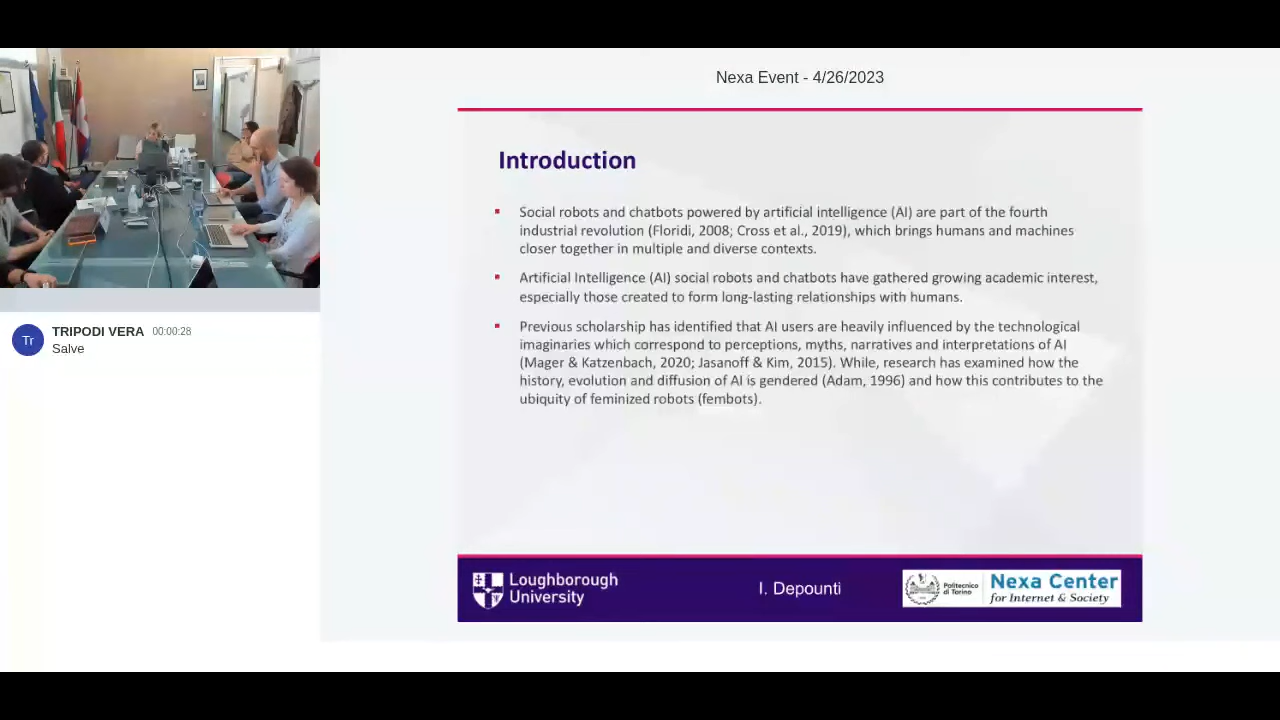 Nexa Event - 4/26/2023
Introduction
Social robots and chatbots powered by artificial intelligence (AI) are part of the fourth
industrial revolution (Floridi, 2008; Cross et al., 2019), which brings humans and machines
closer together in multiple and diverse contexts.
Artificial Intelligence (AI) social robots and chatbots have gathered growing academic interest,
especially those created to form long-lasting relationships with humans.
Previous scholarship has identified that AI users are heavily influenced by the technological
imaginaries which correspond to perceptions, myths, narratives and interpretations of AI
(Mager & Katzenbach, 2020; Jasanoff & Kim, 2015). While, research has examined how the
history, evolution and diffusion of AI is gendered (Adam, 1996) and how this contributes to the
ubiquity of feminized robots (fembots).
Tr
TRIPODI VERA 00:00:28
Salve
Loughborough
University
I. Depounti
Politecnico
di Torino
Nexa Center
for Internet & Society